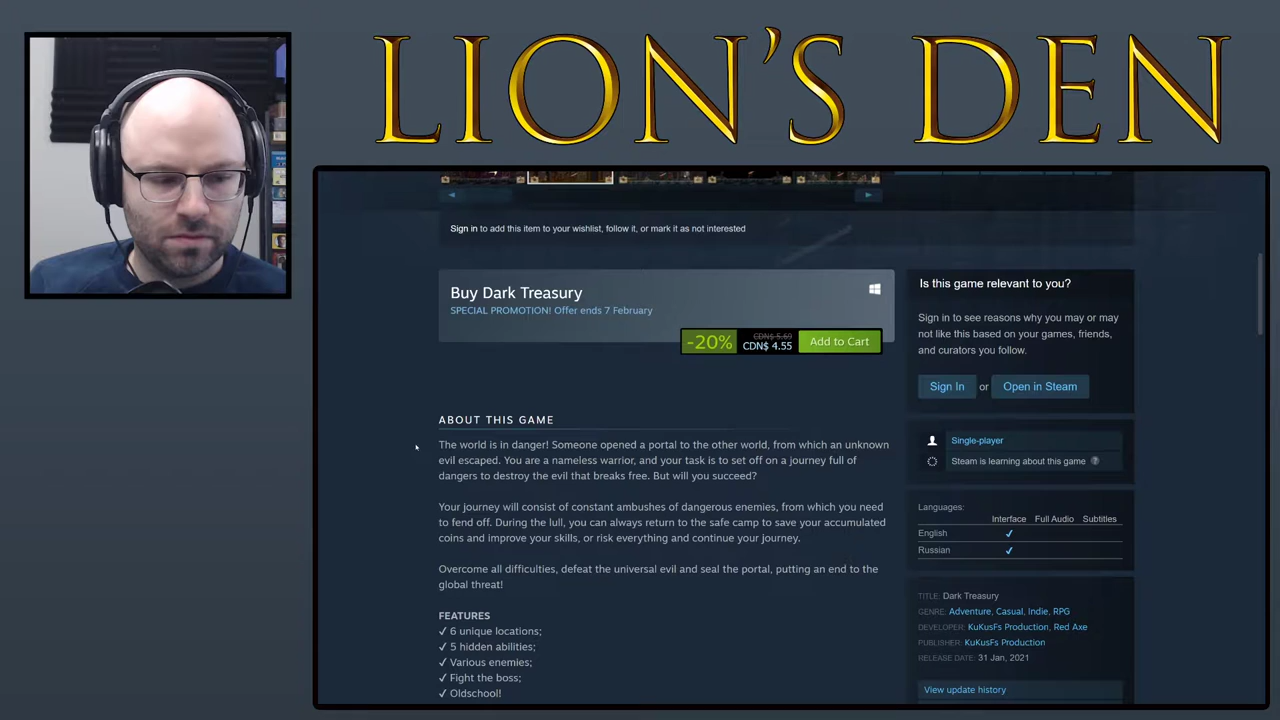 LION'S DEN
Sign in to add this item to your wishlist, follow it, or mark it as not interested
Buy Dark Treasury
SPECIAL PROMOTION! Offer ends 7 February
-20%
CDN$ 5.69
CDN$ 4.55
Add to Cart
ABOUT THIS GAME
The world is in danger! Someone opened a portal to the other world, from which an unknown
evil escaped. You are a nameless warrior, and your task is to set off on a journey full of
dangers to destroy the evil that breaks free. But will you succeed?
Your journey will consist of constant ambushes of dangerous enemies, from which you need
to fend off. During the lull, you can always return to the safe camp to save your accumulated
coins and improve your skills, or risk everything and continue your journey.
Overcome all difficulties, defeat the universal evil and seal the portal, putting an end to the
global threat!
FEATURES
✓ 6 unique locations;
✓ 5 hidden abilities;
✓ Various enemies;
✓ Fight the boss;
✓ Oldschool!
Is this game relevant to you?
Sign in to see reasons why you may or may
not like this based on your games, friends,
and curators you follow.
Sign In or Open in Steam
Single-player
Steam is learning about this game ?
Languages:
Interface Full Audio Subtitles
English ✓
Russian ✓
TITLE: Dark Treasury
GENRE: Adventure, Casual, Indie, RPG
DEVELOPER: KuKusFs Production, Red Axe
PUBLISHER: KuKusFs Production
RELEASE DATE: 31 Jan, 2021
View update history